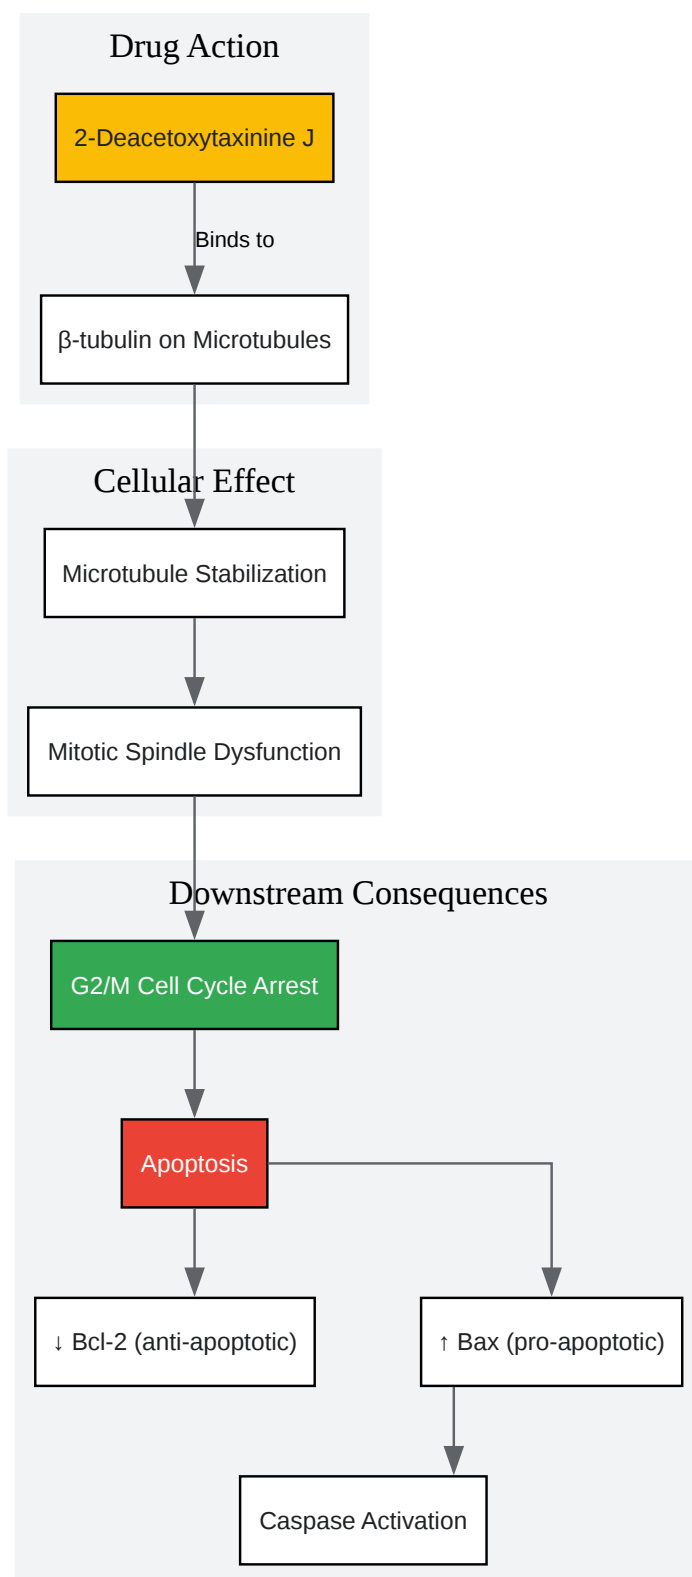 Drug Action
2-Deacetoxytaxinine J
Binds to
β-tubulin on Microtubules
Cellular Effect
Microtubule Stabilization
Mitotic Spindle Dysfunction
Downstream Consequences
G2/M Cell Cycle Arrest
Apoptosis
↓ Bcl-2 (anti-apoptotic)
↑ Bax (pro-apoptotic)
Caspase Activation